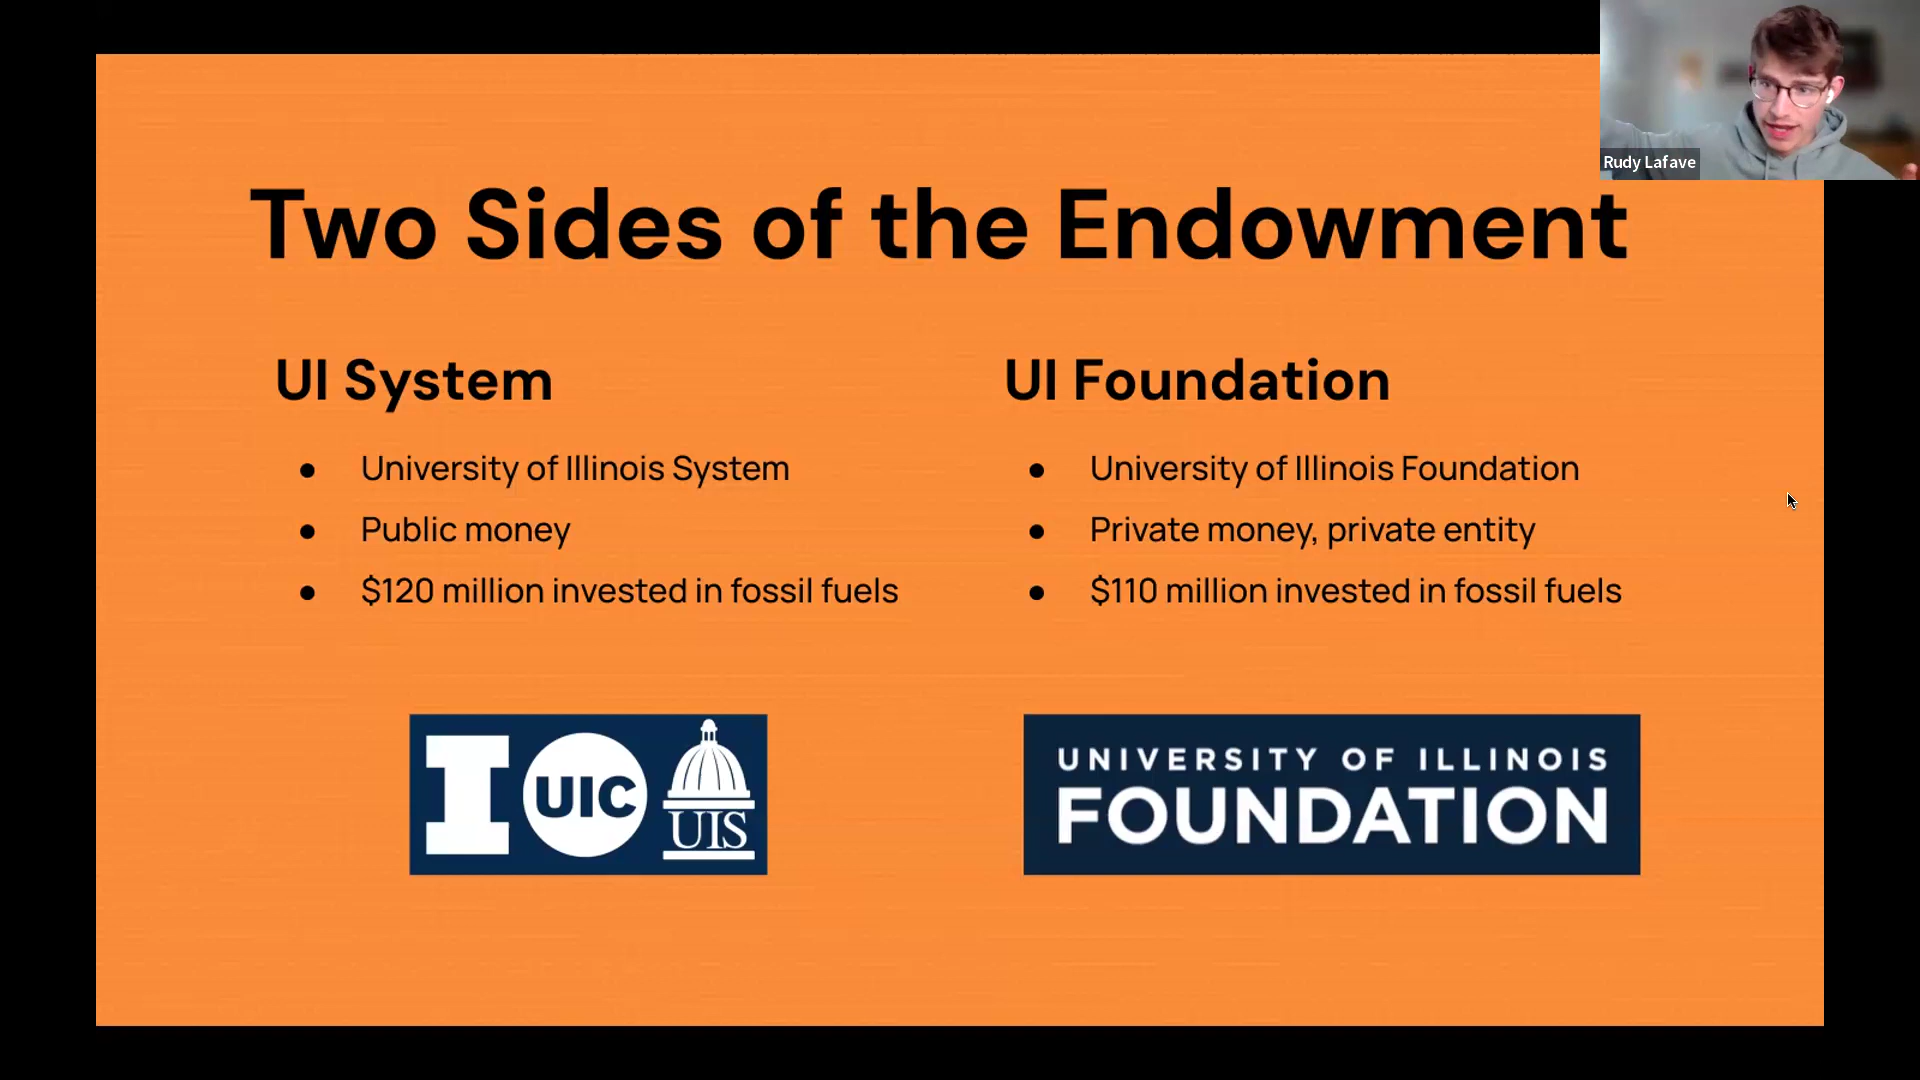 Rudy Lafave
Two Sides of the Endowment
UI System
● University of Illinois System
● Public money
● $120 million invested in fossil fuels
UI Foundation
● University of Illinois Foundation
● Private money, private entity
● $110 million invested in fossil fuels
I UIC UIS
UNIVERSITY OF ILLINOIS
FOUNDATION